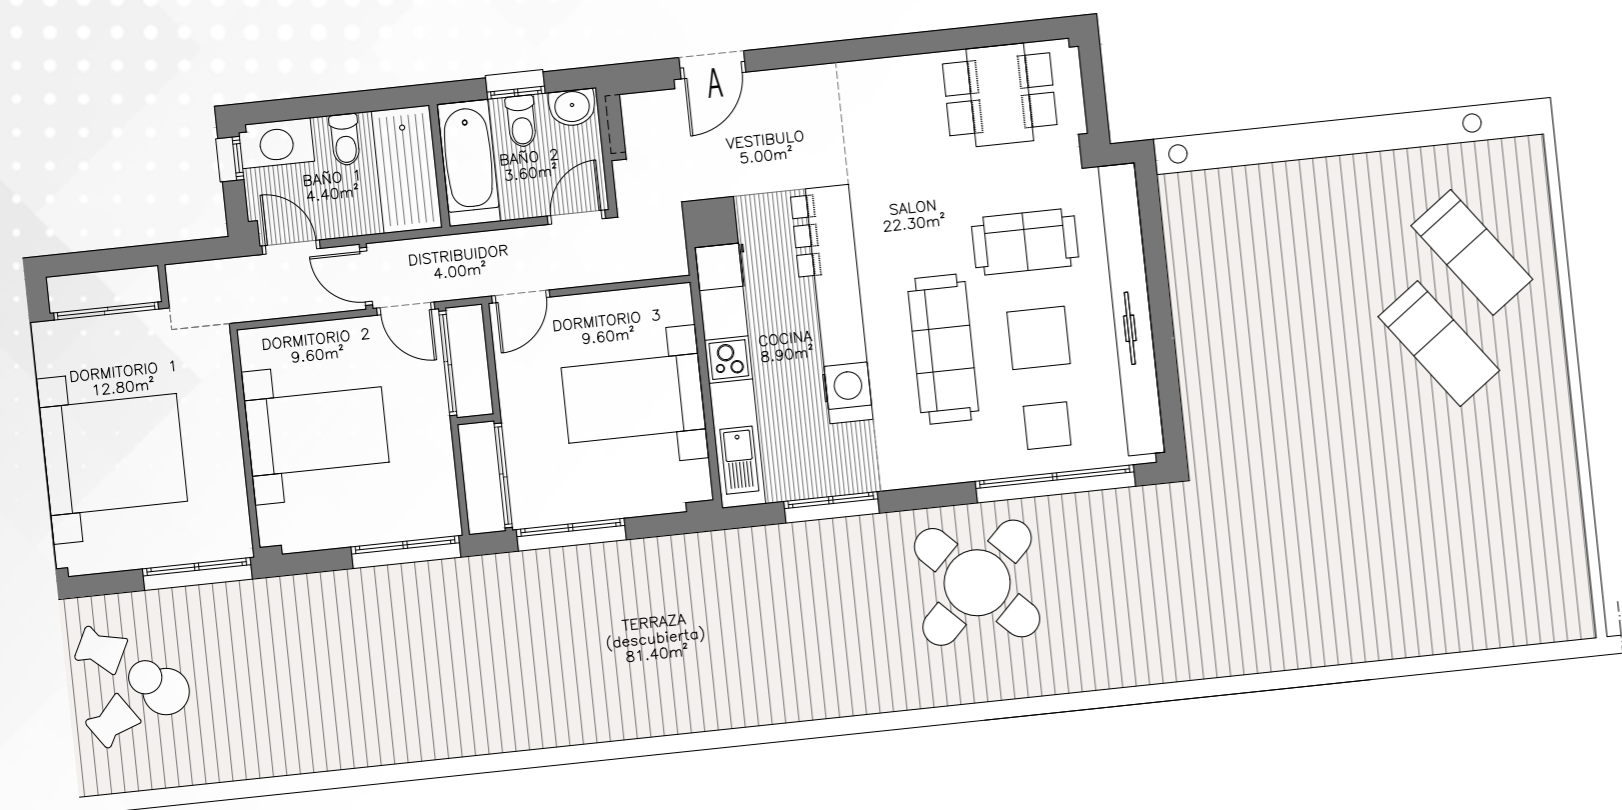 A
VESTIBULO
5.00m²
BAÑO 2
3.60m²
BAÑO 1
4.40m²
SALON
22.30m²
DISTRIBUIDOR
4.00m²
DORMITORIO 3
9.60m²
DORMITORIO 2
9.60m²
COCINA
8.90m²
DORMITORIO 1
12.80m²
TERRAZA
(descubierta)
81.40m²